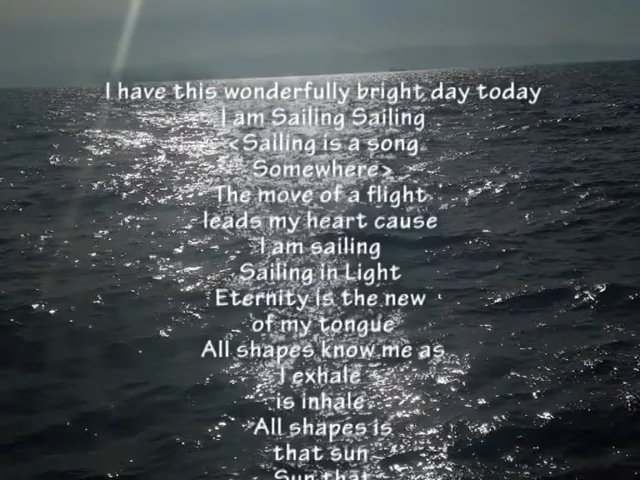 I have this wonderfully bright day today
I am Sailing Sailing
<Sailing is a song
Somewhere>
The move of a flight
leads my heart cause
I am sailing
Sailing in Light
Eternity is the new
of my tongue
All shapes know me as
I exhale
is inhale
All shapes is
that sun
Sun that